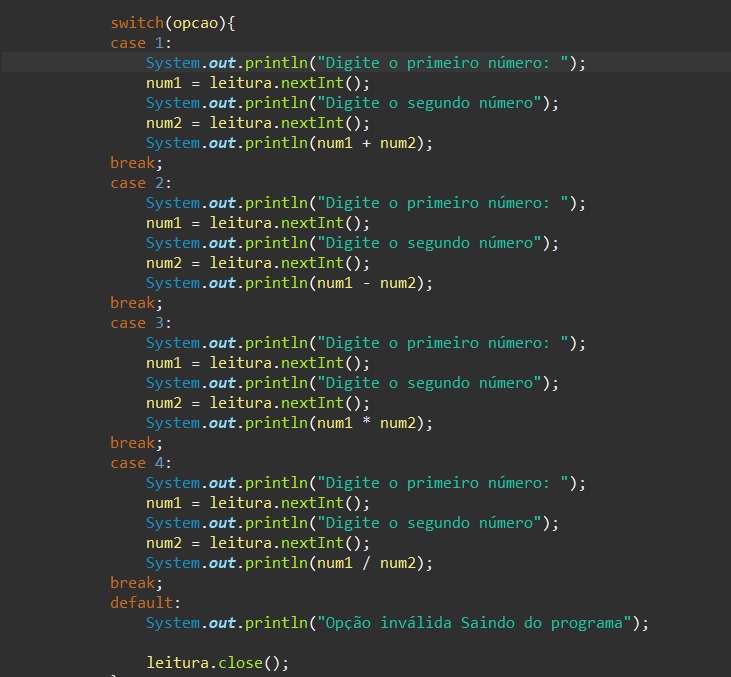 switch(opcao){
case 1:
System.out.println("Digite o primeiro número: ");
num1 = leitura.nextInt();
System.out.println("Digite o segundo número");
num2 = leitura.nextInt();
System.out.println(num1 + num2);
break;
case 2:
System.out.println("Digite o primeiro número: ");
num1 = leitura.nextInt();
System.out.println("Digite o segundo número");
num2 = leitura.nextInt();
System.out.println(num1 - num2);
break;
case 3:
System.out.println("Digite o primeiro número: ");
num1 = leitura.nextInt();
System.out.println("Digite o segundo número");
num2 = leitura.nextInt();
System.out.println(num1 * num2);
break;
case 4:
System.out.println("Digite o primeiro número: ");
num1 = leitura.nextInt();
System.out.println("Digite o segundo número");
num2 = leitura.nextInt();
System.out.println(num1 / num2);
break;
default:
System.out.println("Opção inválida Saindo do programa");
leitura.close();